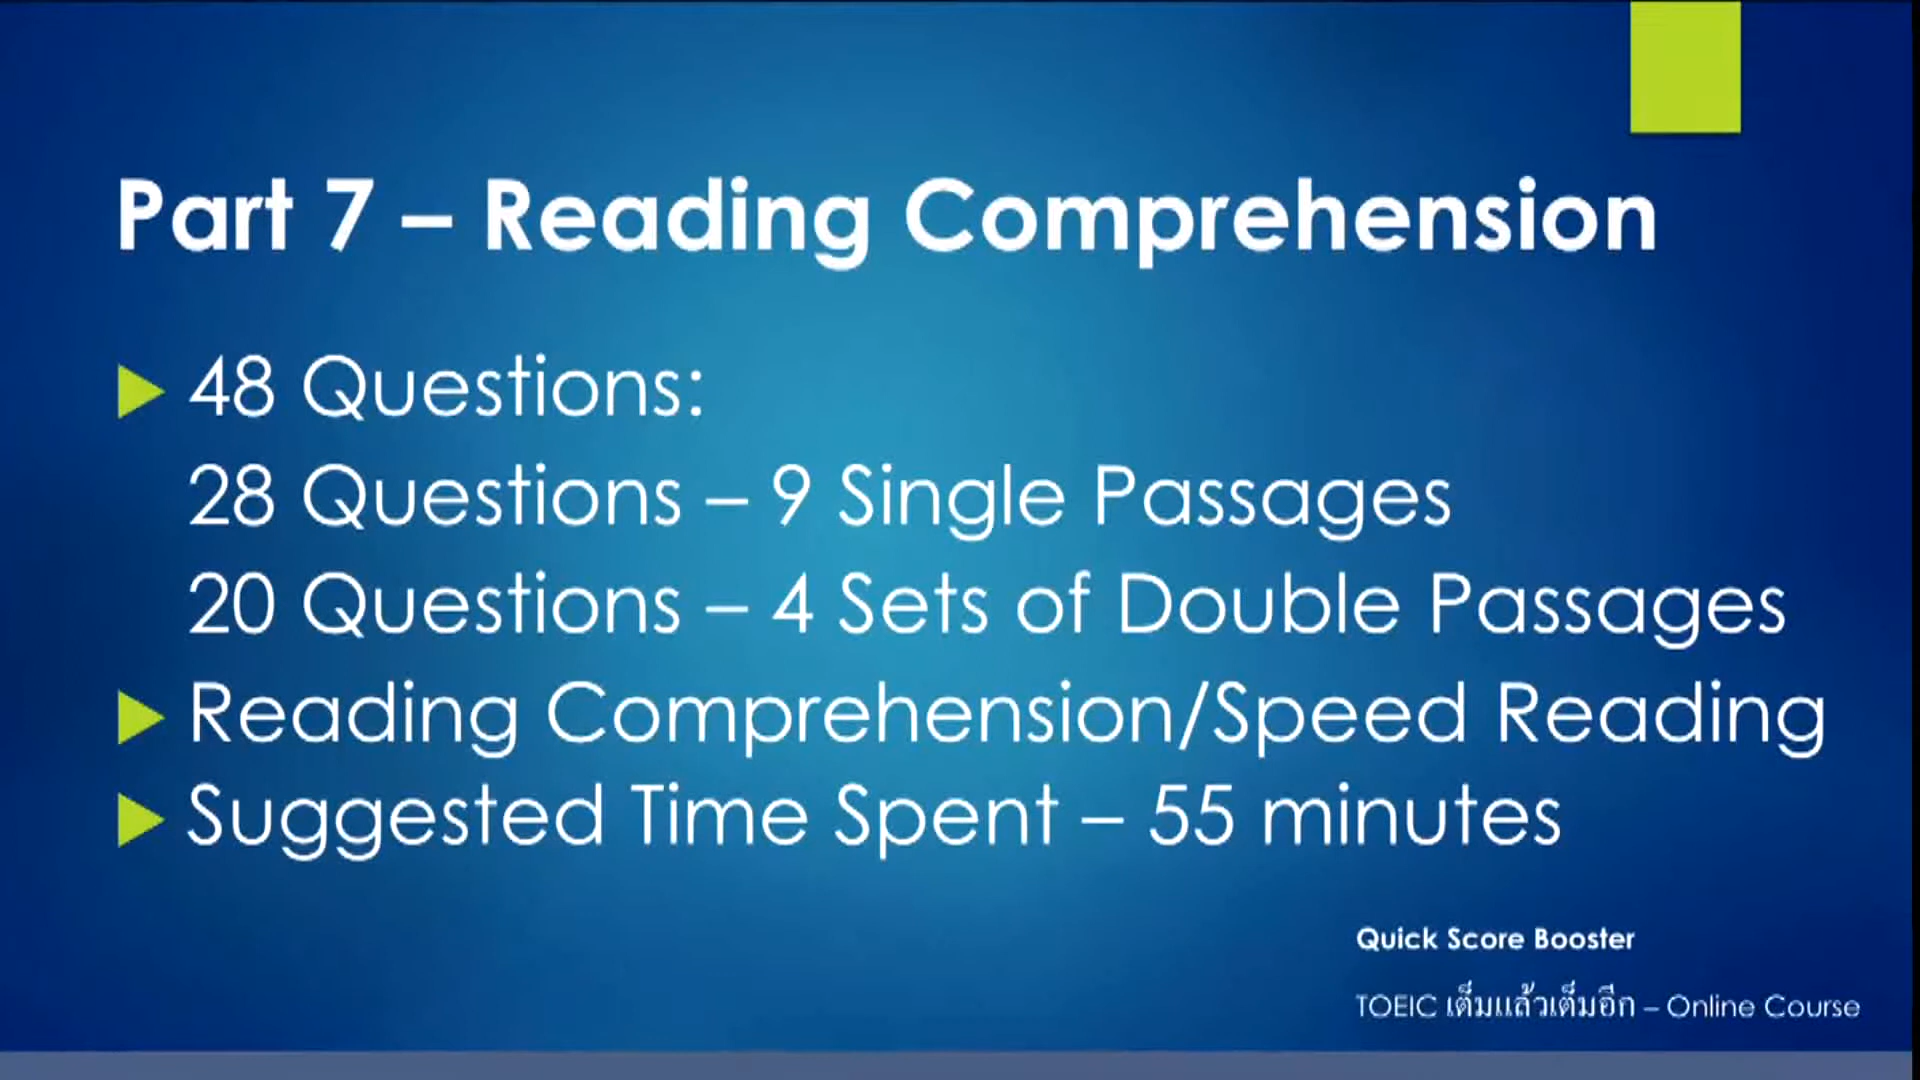 Part 7 – Reading Comprehension
48 Questions:
28 Questions – 9 Single Passages
20 Questions – 4 Sets of Double Passages
Reading Comprehension/Speed Reading
Suggested Time Spent – 55 minutes
Quick Score Booster
TOEIC เต็มแล้วเต็มอีก – Online Course